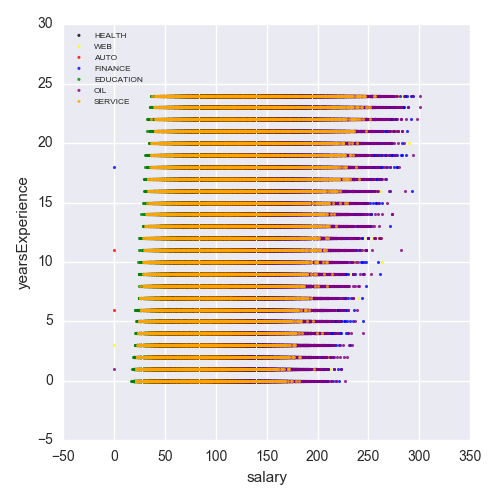 30
25
20
15
10
5
0
−5
yearsExperience
HEALTH
WEB
AUTO
FINANCE
EDUCATION
OIL
SERVICE
−50 0 50 100 150 200 250 300 350
salary